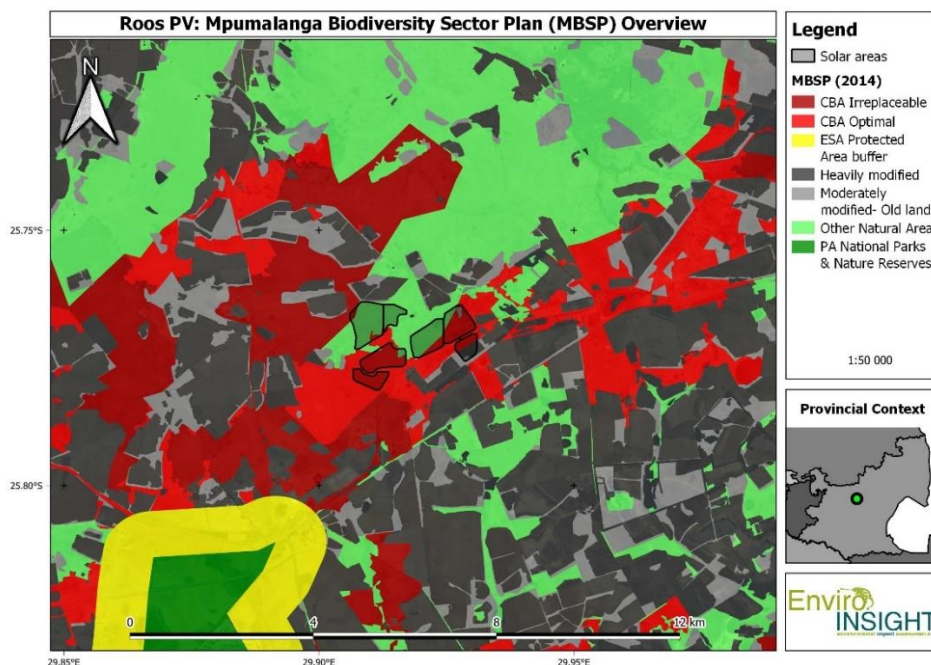 Roos PV: Mpumalanga Biodiversity Sector Plan (MBSP) Overview
N
25.75°S
25.80°S
0
4
8
12 km
29.85°E
29.90°E
29.95°E
Legend
Solar areas
MBSP (2014)
CBA Irreplaceable
CBA Optimal
ESA Protected
Area buffer
Heavily modified
Moderately
modified- Old land
Other Natural Area
PA National Parks
& Nature Reserves
1:50 000
Provincial Context
Enviro
INSIGHT